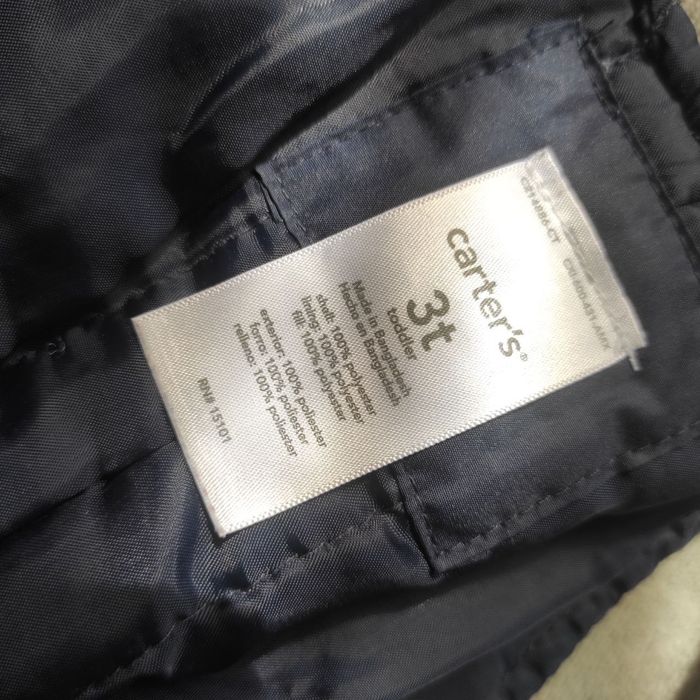 carter's®
3t
toddler
Made in Bangladesh
Hecho en Bangladesh
shell: 100% polyester
lining: 100% polyester
fill: 100% polyester
exterior: 100% poliester
forro: 100% poliester
relleno: 100% poliester
RN# 15101